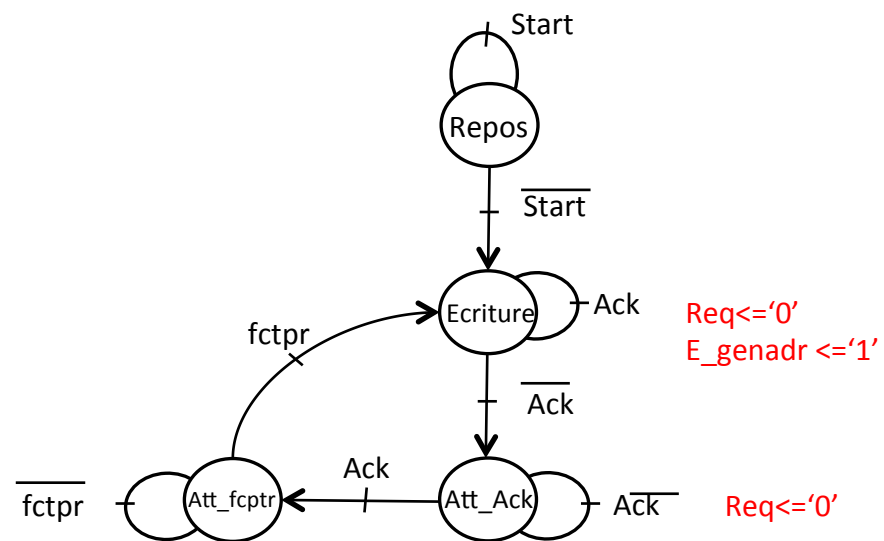 Start
Repos
Start
Ecriture
Ack
Req<=‘0’
E_genadr <=‘1’
fctpr
Ack
Ack
fctpr
Att_fcptr
Att_Ack
Ack
Req<=‘0’